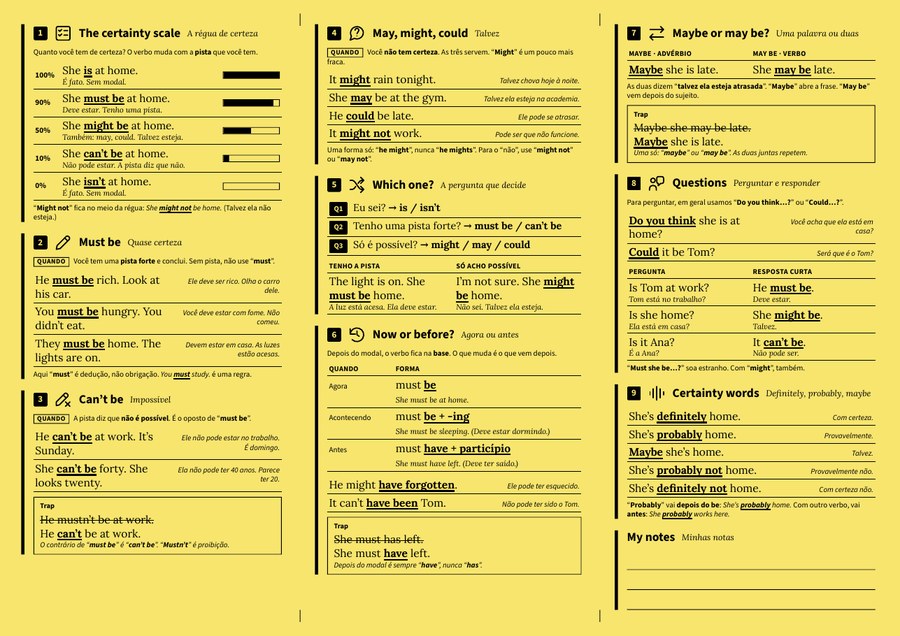 1 The certainty scale A régua de certeza
Quanto você tem de certeza? O verbo muda com a pista que você tem.
100% She is at home.
É fato. Sem modal.
90% She must be at home.
Deve estar. Tenho uma pista.
50% She might be at home.
Também: may, could. Talvez esteja.
10% She can't be at home.
Não pode estar. A pista diz que não.
0% She isn't at home.
É fato. Sem modal.
"Might not" fica no meio da régua: She might not be home. (Talvez ela não
esteja.)
2 Must be Quase certeza
QUANDO Você tem uma pista forte e conclui. Sem pista, não use "must".
He must be rich. Look at
his car.
Ele deve ser rico. Olha o carro
dele.
You must be hungry. You
didn't eat.
Você deve estar com fome. Não
comeu.
They must be home. The
lights are on.
Devem estar em casa. As luzes
estão acesas.
Aqui "must" é dedução, não obrigação. You must study. é uma regra.
3 Can't be Impossível
QUANDO A pista diz que não é possível. É o oposto de "must be".
He can't be at work. It's
Sunday.
Ele não pode estar no trabalho.
É domingo.
She can't be forty. She
looks twenty.
Ela não pode ter 40 anos. Parece
ter 20.
Trap
He mustn't be at work.
He can't be at work.
O contrário de "must be" é "can't be". "Mustn't" é proibição.
4 May, might, could Talvez
QUANDO Você não tem certeza. As três servem. "Might" é um pouco mais
fraca.
It might rain tonight. Talvez chova hoje à noite.
She may be at the gym. Talvez ela esteja na academia.
He could be late. Ele pode se atrasar.
It might not work. Pode ser que não funcione.
Uma forma só: "he might", nunca "he mights". Para o "não", use "might not"
ou "may not".
5 Which one? A pergunta que decide
Q1 Eu sei? → is / isn't
Q2 Tenho uma pista forte? → must be / can't be
Q3 Só é possível? → might / may / could
TENHO A PISTA SÓ ACHO POSSÍVEL
The light is on. She
must be home.
A luz está acesa. Ela deve estar.
I'm not sure. She might
be home.
Não sei. Talvez ela esteja.
6 Now or before? Agora ou antes
Depois do modal, o verbo fica na base. O que muda é o que vem depois.
QUANDO FORMA
Agora must be
She must be at home.
Acontecendo must be + -ing
She must be sleeping. (Deve estar dormindo.)
Antes must have + particípio
She must have left. (Deve ter saído.)
He might have forgotten. Ele pode ter esquecido.
It can't have been Tom. Não pode ter sido o Tom.
Trap
She must has left.
She must have left.
Depois do modal é sempre "have", nunca "has".
7 Maybe or may be? Uma palavra ou duas
MAYBE · ADVÉRBIO MAY BE · VERBO
Maybe she is late. She may be late.
As duas dizem "talvez ela esteja atrasada". "Maybe" abre a frase. "May be"
vem depois do sujeito.
Trap
Maybe she may be late.
Maybe she is late.
Uma só: "maybe" ou "may be". As duas juntas repetem.
8 Questions Perguntar e responder
Para perguntar, em geral usamos "Do you think...?" ou "Could...?".
Do you think she is at
home?
Você acha que ela está em
casa?
Could it be Tom? Será que é o Tom?
PERGUNTA RESPOSTA CURTA
Is Tom at work? He must be.
Tom está no trabalho? Deve estar.
Is she home? She might be.
Ela está em casa? Talvez.
Is it Ana? It can't be.
É a Ana? Não pode ser.
"Must she be...?" soa estranho. Com "might", também.
9 Certainty words Definitely, probably, maybe
She's definitely home. Com certeza.
She's probably home. Provavelmente.
Maybe she's home. Talvez.
She's probably not home. Provavelmente não.
She's definitely not home. Com certeza não.
"Probably" vai depois do be: She's probably home. Com outro verbo, vai
antes: She probably works here.
My notes Minhas notas